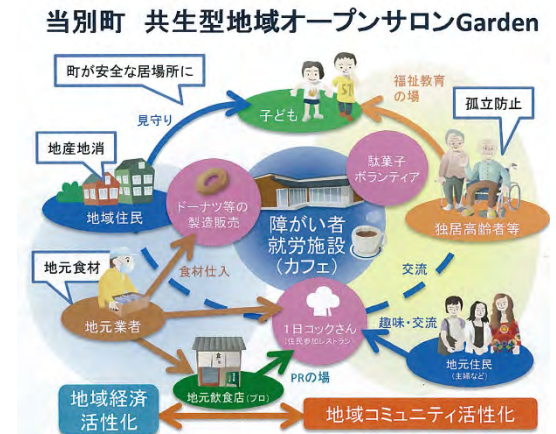 当別町 共生型地域オープンサロンGarden
町が安全な居場所に
見守り
子ども
福祉教育
の場
孤立防止
地産地消
地域住民
ドーナツ等の
製造販売
障がい者
就労施設
(カフェ)
駄菓子
ボランティア
独居高齢者等
地元食材
食材仕入
交流
地元業者
1日コックさん
(住民参加レストラン)
趣味・交流
地元住民
(主婦など)
PRの場
地元飲食店(プロ)
地域経済
活性化
地域コミュニティ活性化